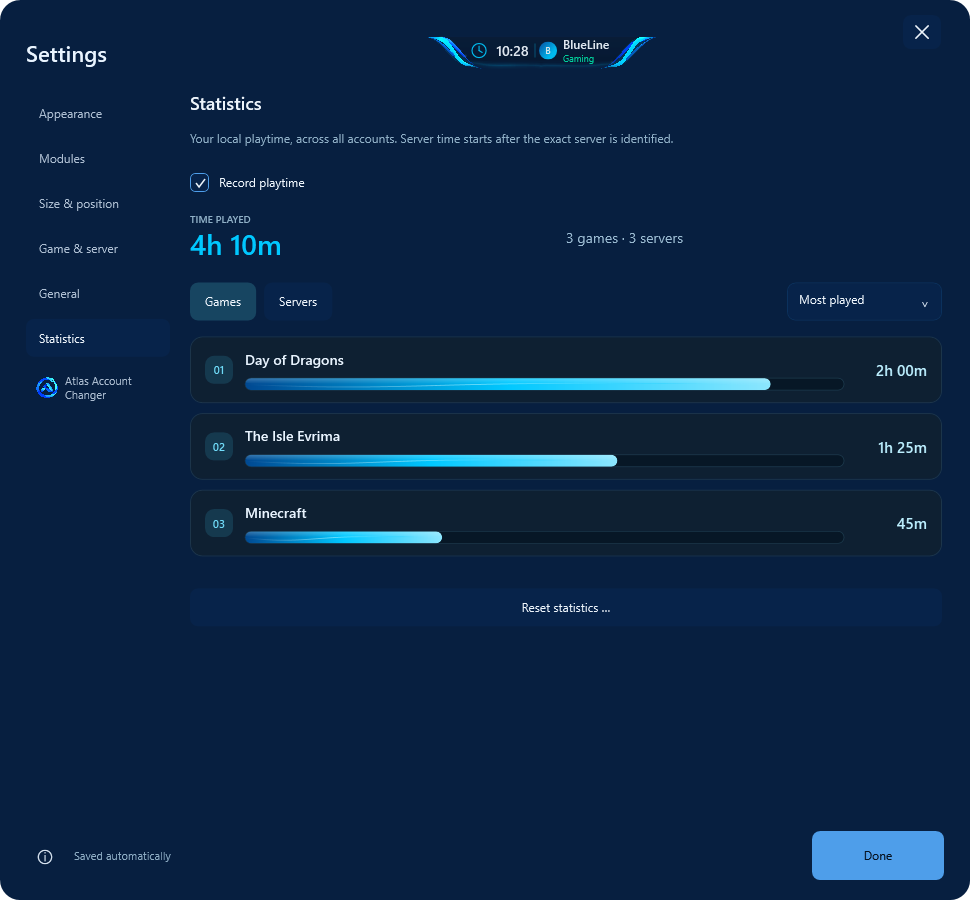 Settings
10:28
B
BlueLine
Gaming
Appearance
Modules
Size & position
Game & server
General
Statistics
Atlas Account
Changer
Statistics
Your local playtime, across all accounts. Server time starts after the exact server is identified.
Record playtime
TIME PLAYED
4h 10m
3 games · 3 servers
Games
Servers
Most played
01
Day of Dragons
2h 00m
02
The Isle Evrima
1h 25m
03
Minecraft
45m
Reset statistics ...
Saved automatically
Done